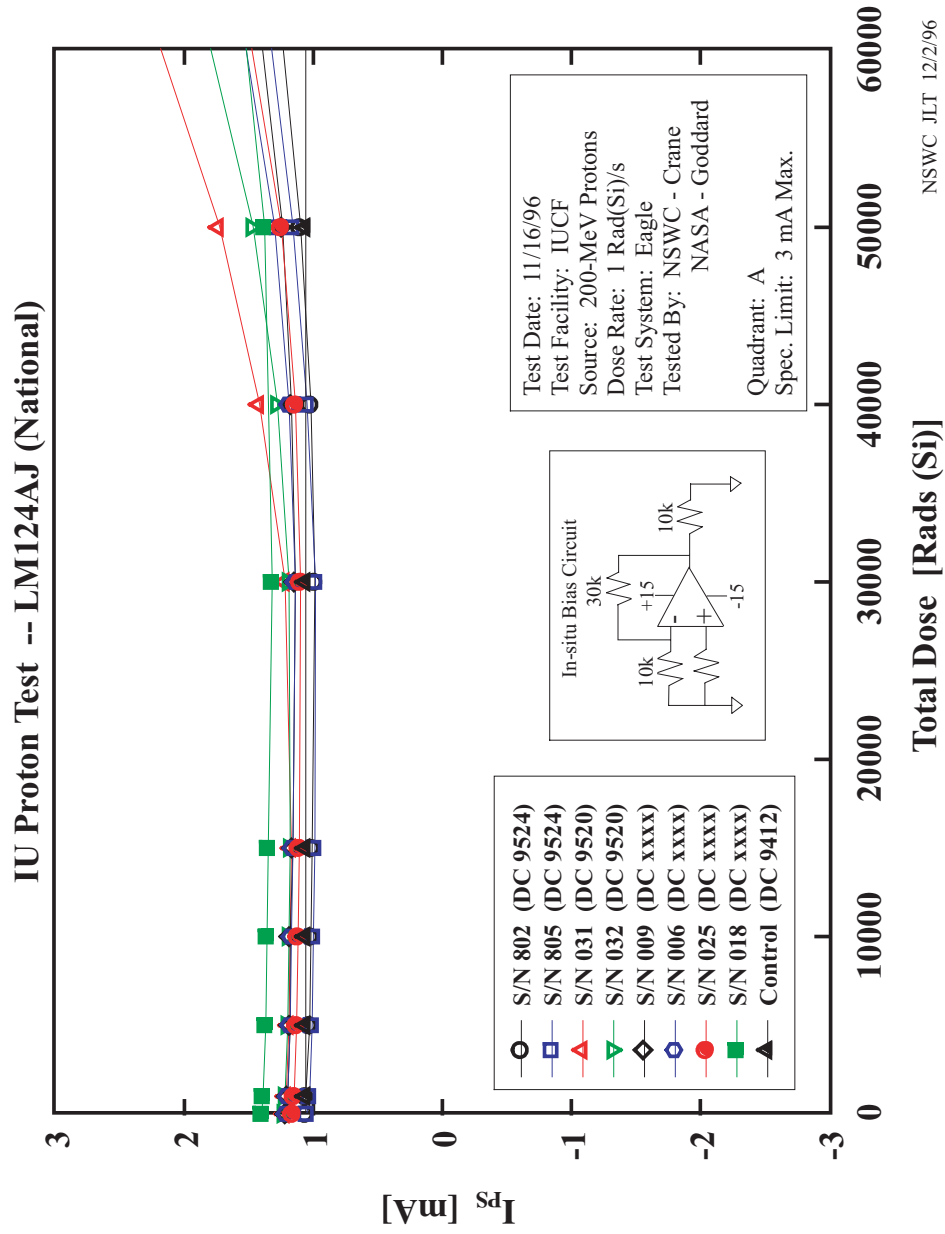 IU Proton Test -- LM124AJ (National)
I_PS [mA]
3
2
1
0
-1
-2
-3
0
10000
20000
30000
40000
50000
60000
Total Dose [Rads (Si)]
S/N 802 (DC 9524)
S/N 805 (DC 9524)
S/N 031 (DC 9520)
S/N 032 (DC 9520)
S/N 009 (DC xxxx)
S/N 006 (DC xxxx)
S/N 025 (DC xxxx)
S/N 018 (DC xxxx)
Control (DC 9412)
In-situ Bias Circuit
30k
10k
+15
-
+
-15
10k
Test Date: 11/16/96
Test Facility: IUCF
Source: 200-MeV Protons
Dose Rate: 1 Rad(Si)/s
Test System: Eagle
Tested By: NSWC - Crane
NASA - Goddard
Quadrant: A
Spec. Limit: 3 mA Max.
NSWC JLT 12/2/96